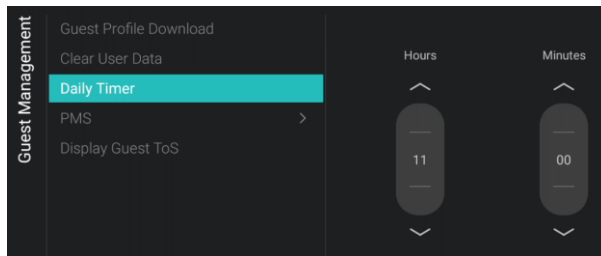 Guest Management
Guest Profile Download
Clear User Data
Daily Timer
PMS
Display Guest ToS
Hours
Minutes
11
00